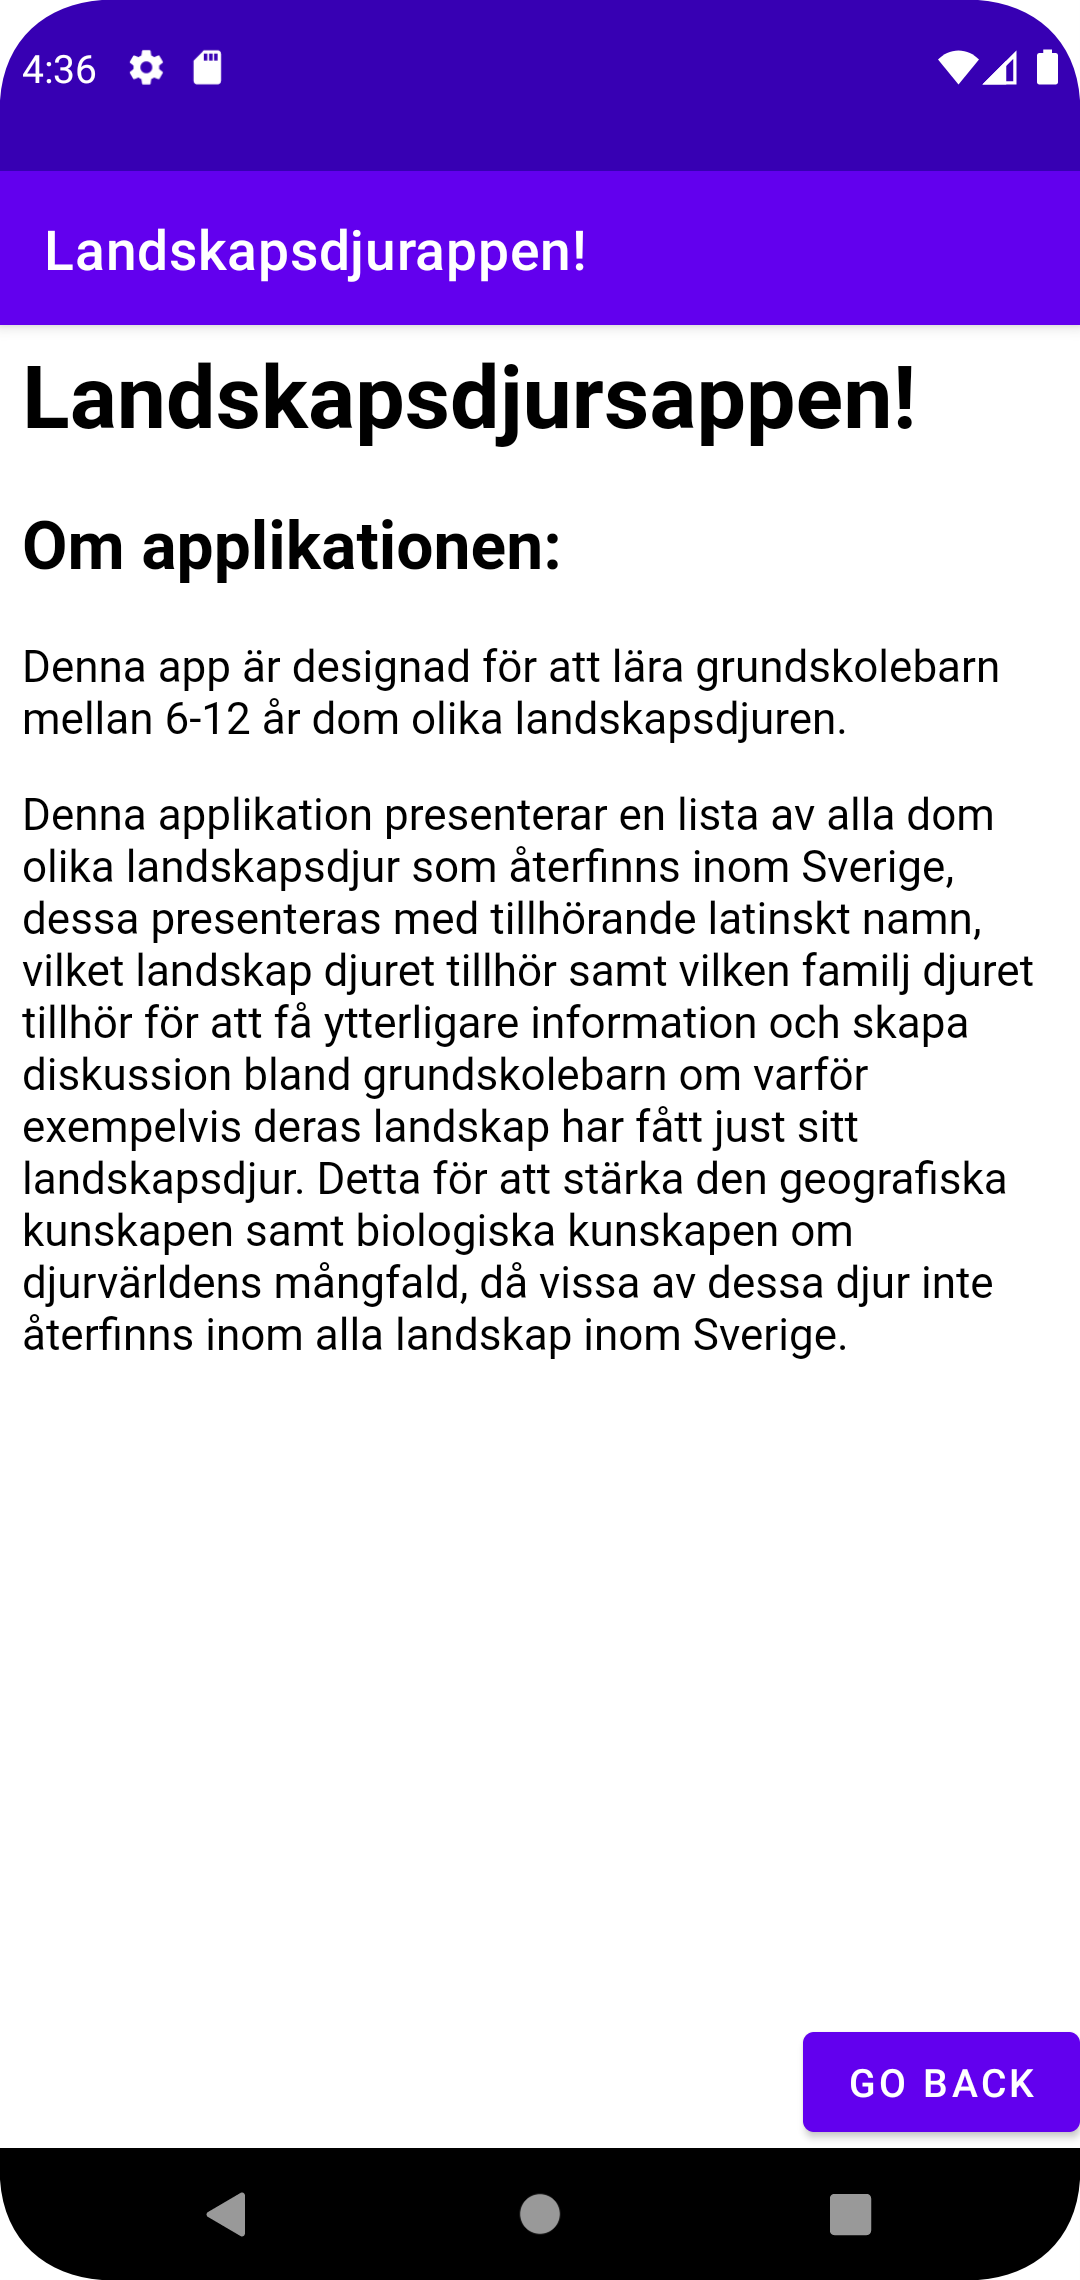 4:36
Landskapsdjurappen!
Landskapsdjursappen!
Om applikationen:
Denna app är designad för att lära grundskolebarn
mellan 6-12 år dom olika landskapsdjuren.
Denna applikation presenterar en lista av alla dom
olika landskapsdjur som återfinns inom Sverige,
dessa presenteras med tillhörande latinskt namn,
vilket landskap djuret tillhör samt vilken familj djuret
tillhör för att få ytterligare information och skapa
diskussion bland grundskolebarn om varför
exempelvis deras landskap har fått just sitt
landskapsdjur. Detta för att stärka den geografiska
kunskapen samt biologiska kunskapen om
djurvärldens mångfald, då vissa av dessa djur inte
återfinns inom alla landskap inom Sverige.
GO BACK